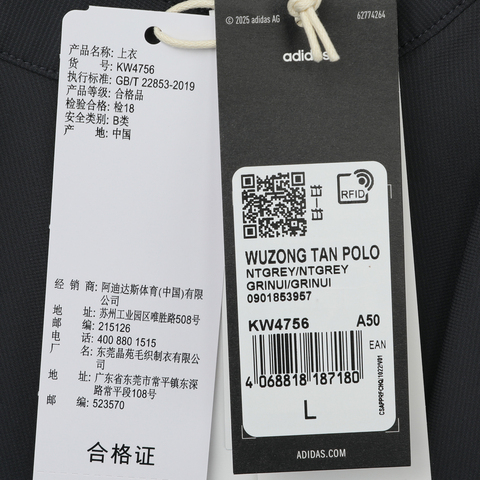 产品名称: 上衣
货 号: KW4756
执行标准: GB/T 22853-2019
产品等级: 合格品
检验合格: 检18
安全类别: B类
产 地: 中国
经 销 商: 阿迪达斯体育(中国)有限
公司
地 址: 苏州工业园区唯胜路508号
邮 编: 215126
电 话: 400 880 1515
厂 名: 东莞晶苑毛织制衣有限公
司
地 址: 广东省东莞市常平镇东深
路常平段108号
邮 编: 523570
合格证
© 2025 adidas AG
62774264
adidas
RFID
WUZONG TAN POLO
NTGREY/NTGREY
GRINUI/GRINUI
0901853957
KW4756 A50
EAN
4 068818 187180
L
ADIDAS.COM